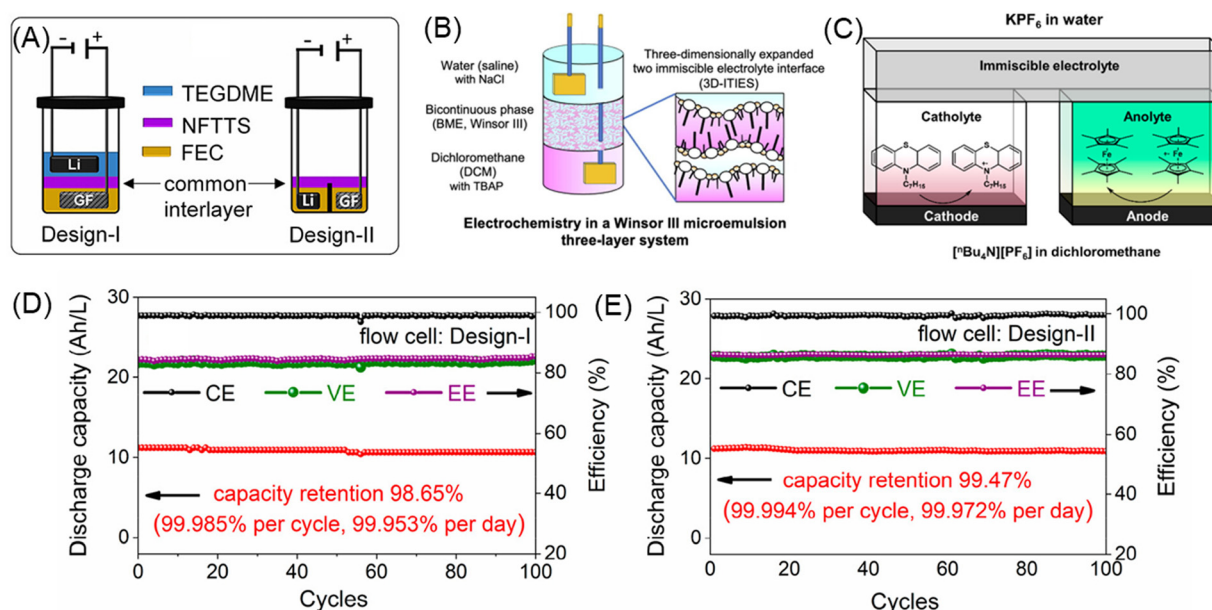 (A)
- +
- +
TEGDME
NFTTS
FEC
Li
GF
common
interlayer
Li
GF
Design-I
Design-II
(B)
Water (saline)
with NaCl
Bicontinuous phase
(BME, Winsor III)
Dichloromethane
(DCM)
with TBAP
Three-dimensionally expanded
two immiscible electrolyte interface
(3D-ITIES)
Electrochemistry in a Winsor III microemulsion
three-layer system
(C)
KPF6 in water
Immiscible electrolyte
Catholyte
S
N
C7H15
S
N
C7H15
Cathode
Anolyte
Fe
Fe
Anode
[nBu4N][PF6] in dichloromethane
(D)
Discharge capacity (Ah/L)
30
20
10
0
flow cell: Design-I
CE VE EE
capacity retention 98.65%
(99.985% per cycle, 99.953% per day)
100
80
60
40
20
Efficiency (%)
0 20 40 60 80 100
Cycles
(E)
Discharge capacity (Ah/L)
30
20
10
0
flow cell: Design-II
CE VE EE
capacity retention 99.47%
(99.994% per cycle, 99.972% per day)
100
80
60
40
20
Efficiency (%)
0 20 40 60 80 100
Cycles